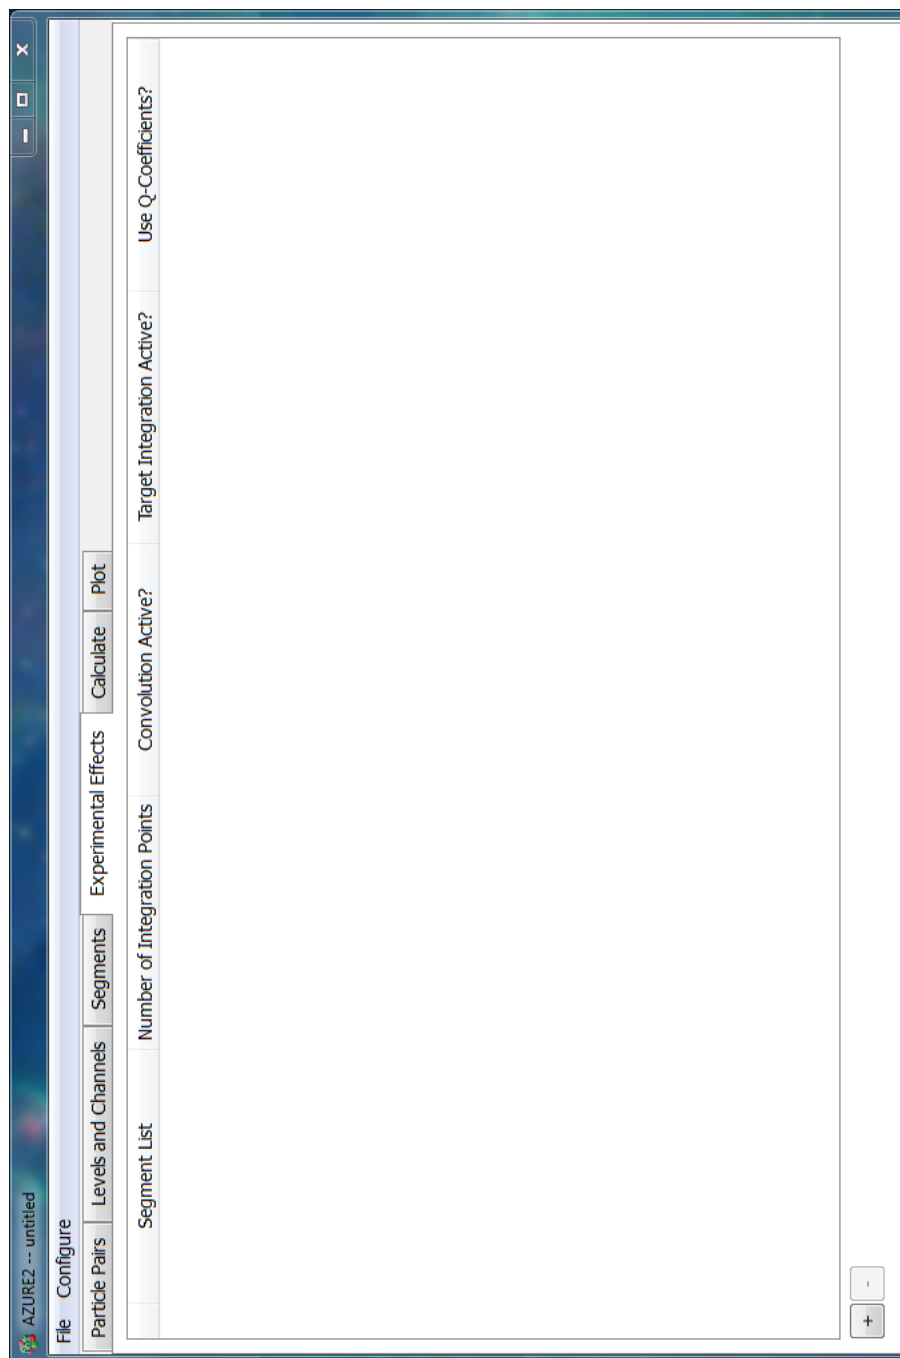 AZURE2 -- untitled
File Configure
Particle Pairs Levels and Channels Segments Experimental Effects Calculate Plot
Segment List Number of Integration Points Convolution Active? Target Integration Active? Use Q-Coefficients?
+ -